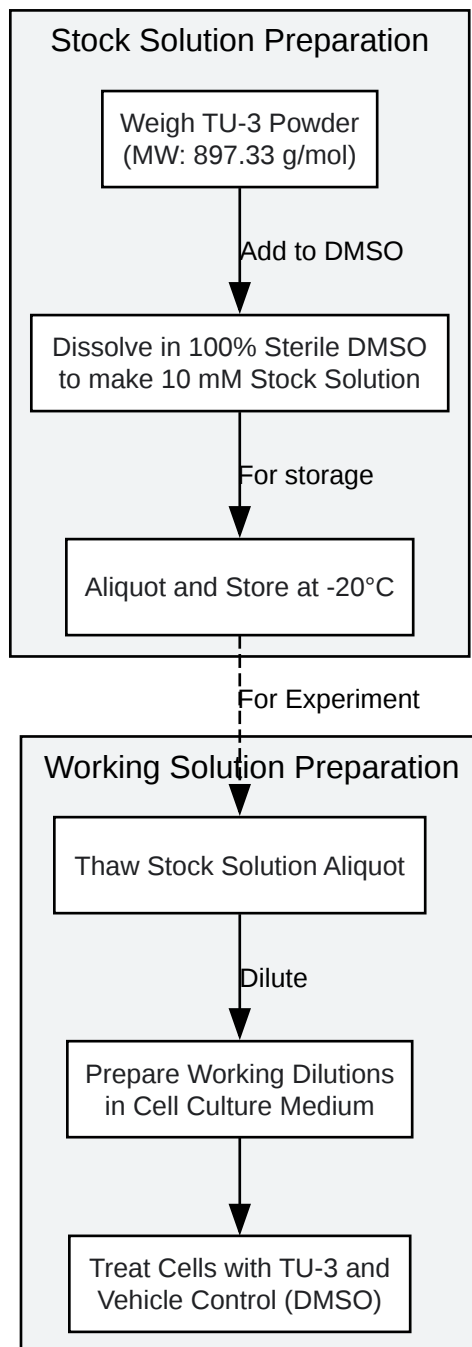 Stock Solution Preparation
Weigh TU-3 Powder
(MW: 897.33 g/mol)
Add to DMSO
Dissolve in 100% Sterile DMSO
to make 10 mM Stock Solution
For storage
Aliquot and Store at -20°C
For Experiment
Working Solution Preparation
Thaw Stock Solution Aliquot
Dilute
Prepare Working Dilutions
in Cell Culture Medium
Treat Cells with TU-3 and
Vehicle Control (DMSO)